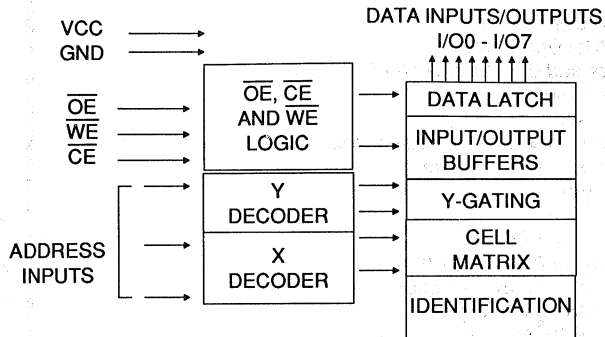 DATA INPUTS/OUTPUTS
I/O0 - I/O7
VCC
GND
OE
WE
CE
OE, CE
AND WE
LOGIC
Y
DECODER
X
DECODER
ADDRESS
INPUTS
DATA LATCH
INPUT/OUTPUT
BUFFERS
Y-GATING
CELL
MATRIX
IDENTIFICATION